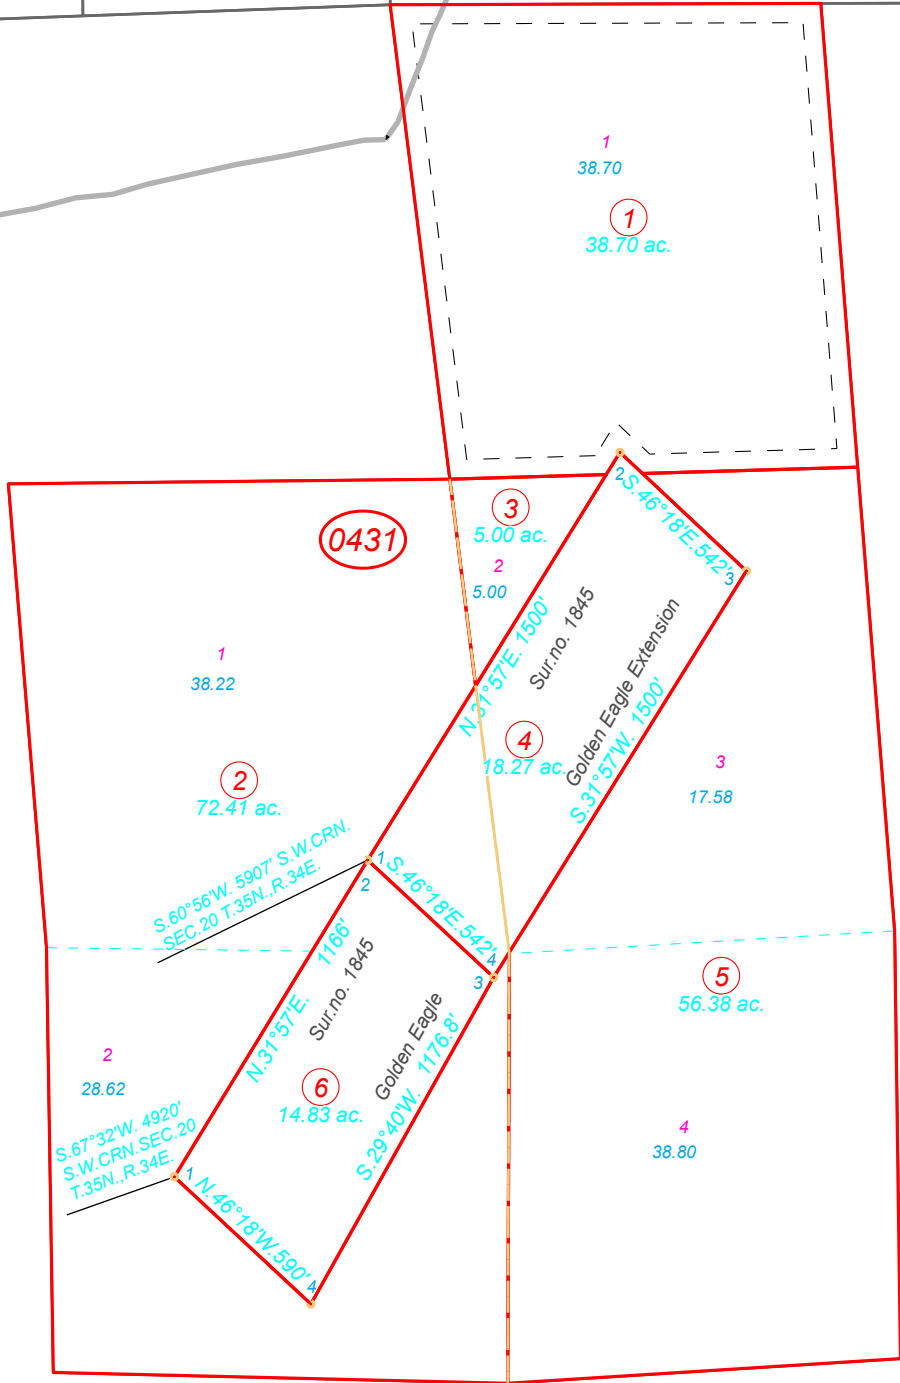 1
38.70
1
38.70 ac.
2
S.46°18'E.542'
3
3
5.00 ac.
2
5.00
0431
N.31°57'E. 1500'
Sur.no. 1845
Golden Eagle Extension
S.31°57'W. 1500'
1
38.22
4
18.27 ac.
3
17.58
2
72.41 ac.
S.60°56'W. 5907' S.W.CRN.
SEC.20 T.35N.,R.34E.
1
2
S.46°18'E.542'
4
3
N.31°57'E. 1166'
Sur.no. 1845
Golden Eagle
S.29°40'W. 1176.8'
5
56.38 ac.
2
28.62
6
14.83 ac.
4
38.80
S.67°32'W. 4920'
S.W.CRN.SEC.20
T.35N.,R.34E.
1
N.46°18'W.590'
4